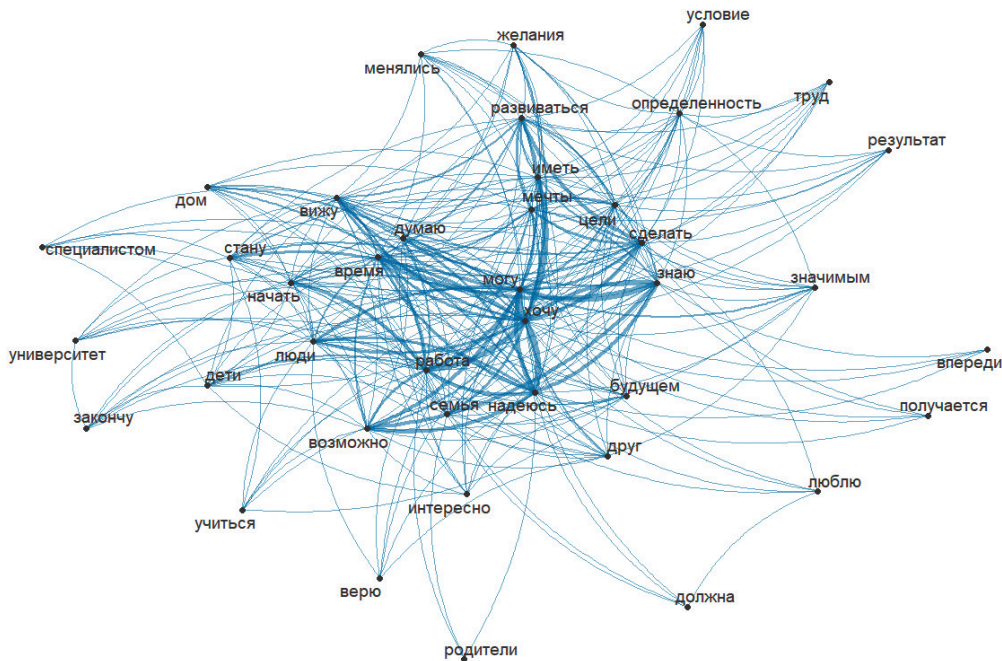 условие
желания
менялись
труд
развиваться
определенность
результат
иметь
дом
вижу
мечты
цели
думаю
сделать
специалистом
стану
время
знаю
могу
значимым
начать
хочу
университет
люди
работа
впереди
дети
будущем
семья
надеюсь
получается
закончу
возможно
друг
люблю
интересно
учиться
верю
должна
родители